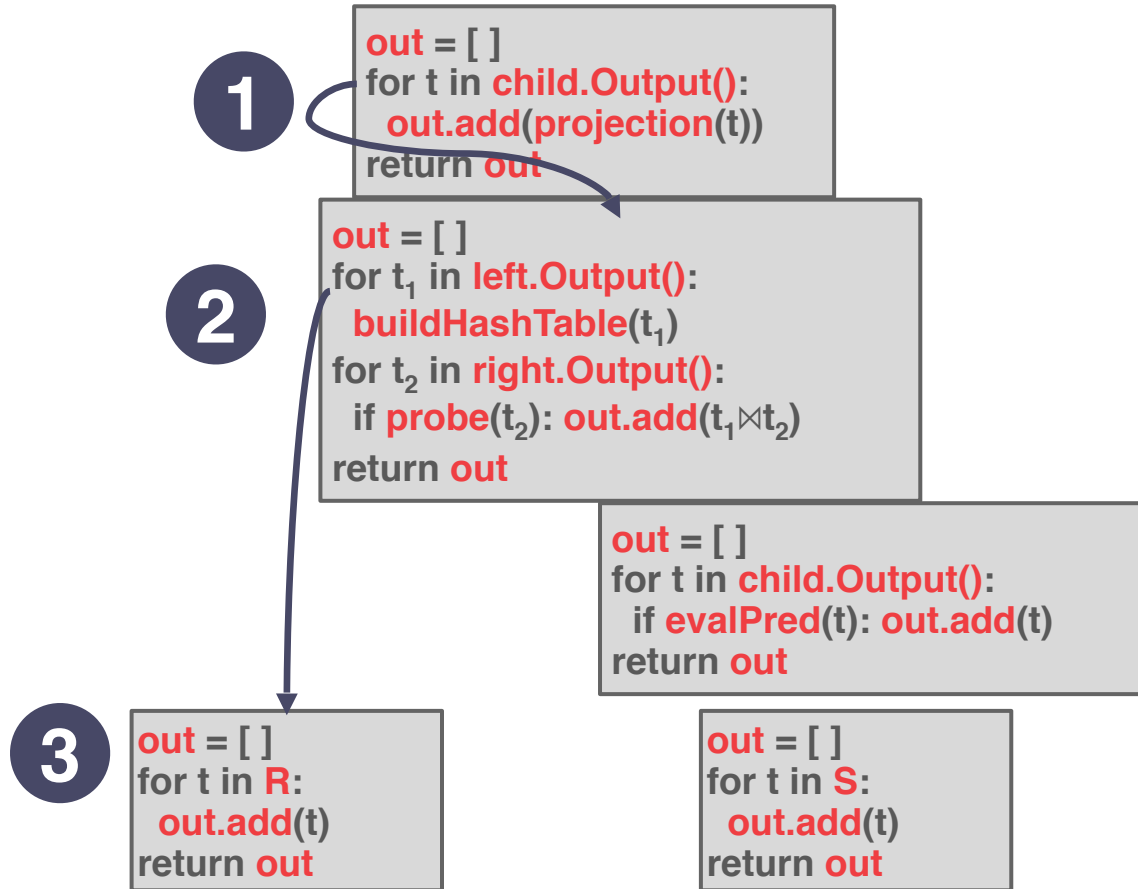 1
out = [ ]
for t in child.Output():
out.add(projection(t))
return out
2
out = [ ]
for t₁ in left.Output():
buildHashTable(t₁)
for t₂ in right.Output():
if probe(t₂): out.add(t₁⨝t₂)
return out
out = [ ]
for t in child.Output():
if evalPred(t): out.add(t)
return out
3
out = [ ]
for t in R:
out.add(t)
return out
out = [ ]
for t in S:
out.add(t)
return out